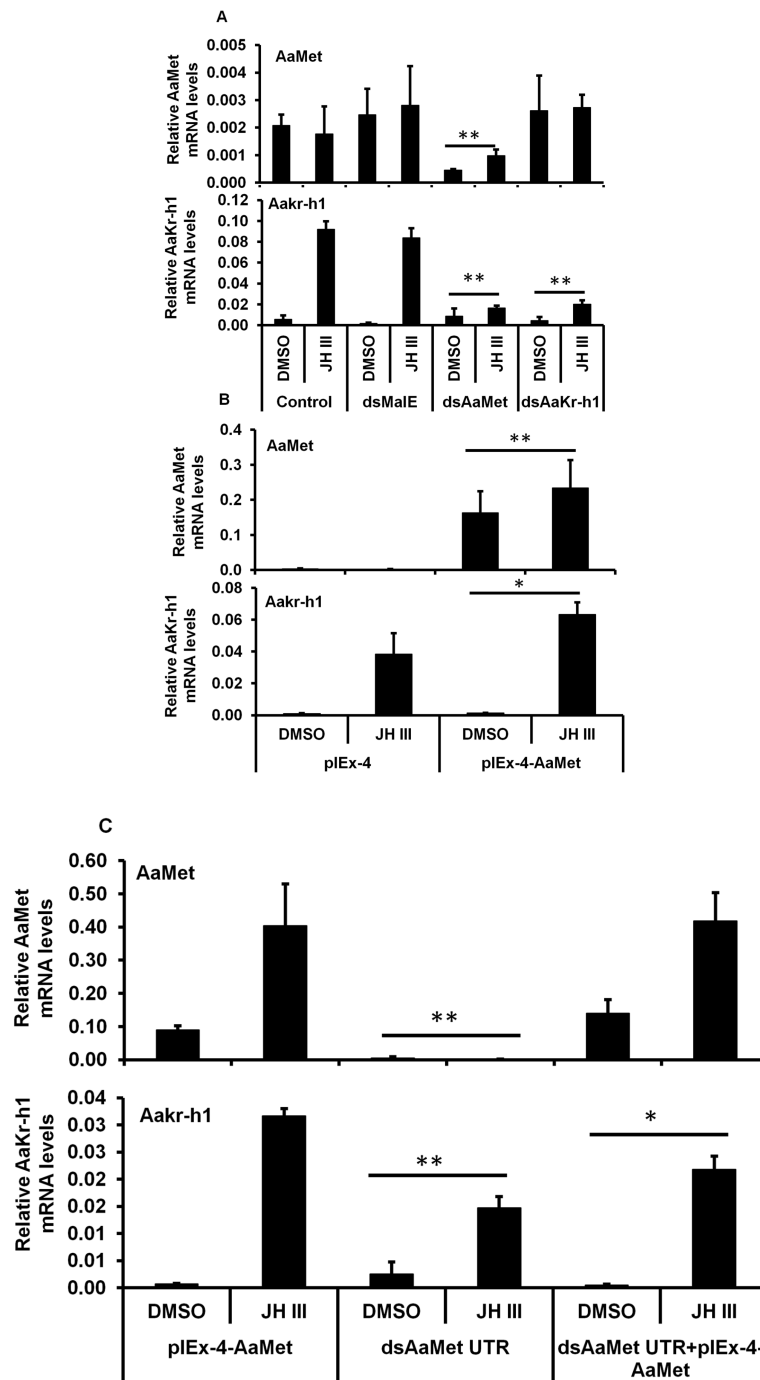 A
AaMet
Relative AaMet
mRNA levels
0.005
0.003
0.002
0.001
0.000
**
Aakr-h1
Relative AaKr-h1
mRNA levels
0.12
0.10
0.08
0.06
0.04
0.02
0.00
**
**
DMSO
JH III
DMSO
JH III
DMSO
JH III
DMSO
JH III
Control
dsMalE
dsAaMet
dsAaKr-h1
B
AaMet
Relative AaMet
mRNA levels
0.4
0.3
0.2
0.1
0.0
**
Aakr-h1
Relative AaKr-h1
mRNA levels
0.08
0.06
0.04
0.02
0.00
*
DMSO
JH III
DMSO
JH III
pIEx-4
pIEx-4-AaMet
C
AaMet
Relative AaMet
mRNA levels
0.60
0.50
0.40
0.30
0.20
0.10
0.00
**
Aakr-h1
Relative AaKr-h1
mRNA levels
0.04
0.03
0.03
0.02
0.02
0.01
0.01
0.00
**
*
DMSO
JH III
DMSO
JH III
DMSO
JH III
pIEx-4-AaMet
dsAaMet UTR
dsAaMet UTR+pIEx-4-
AaMet